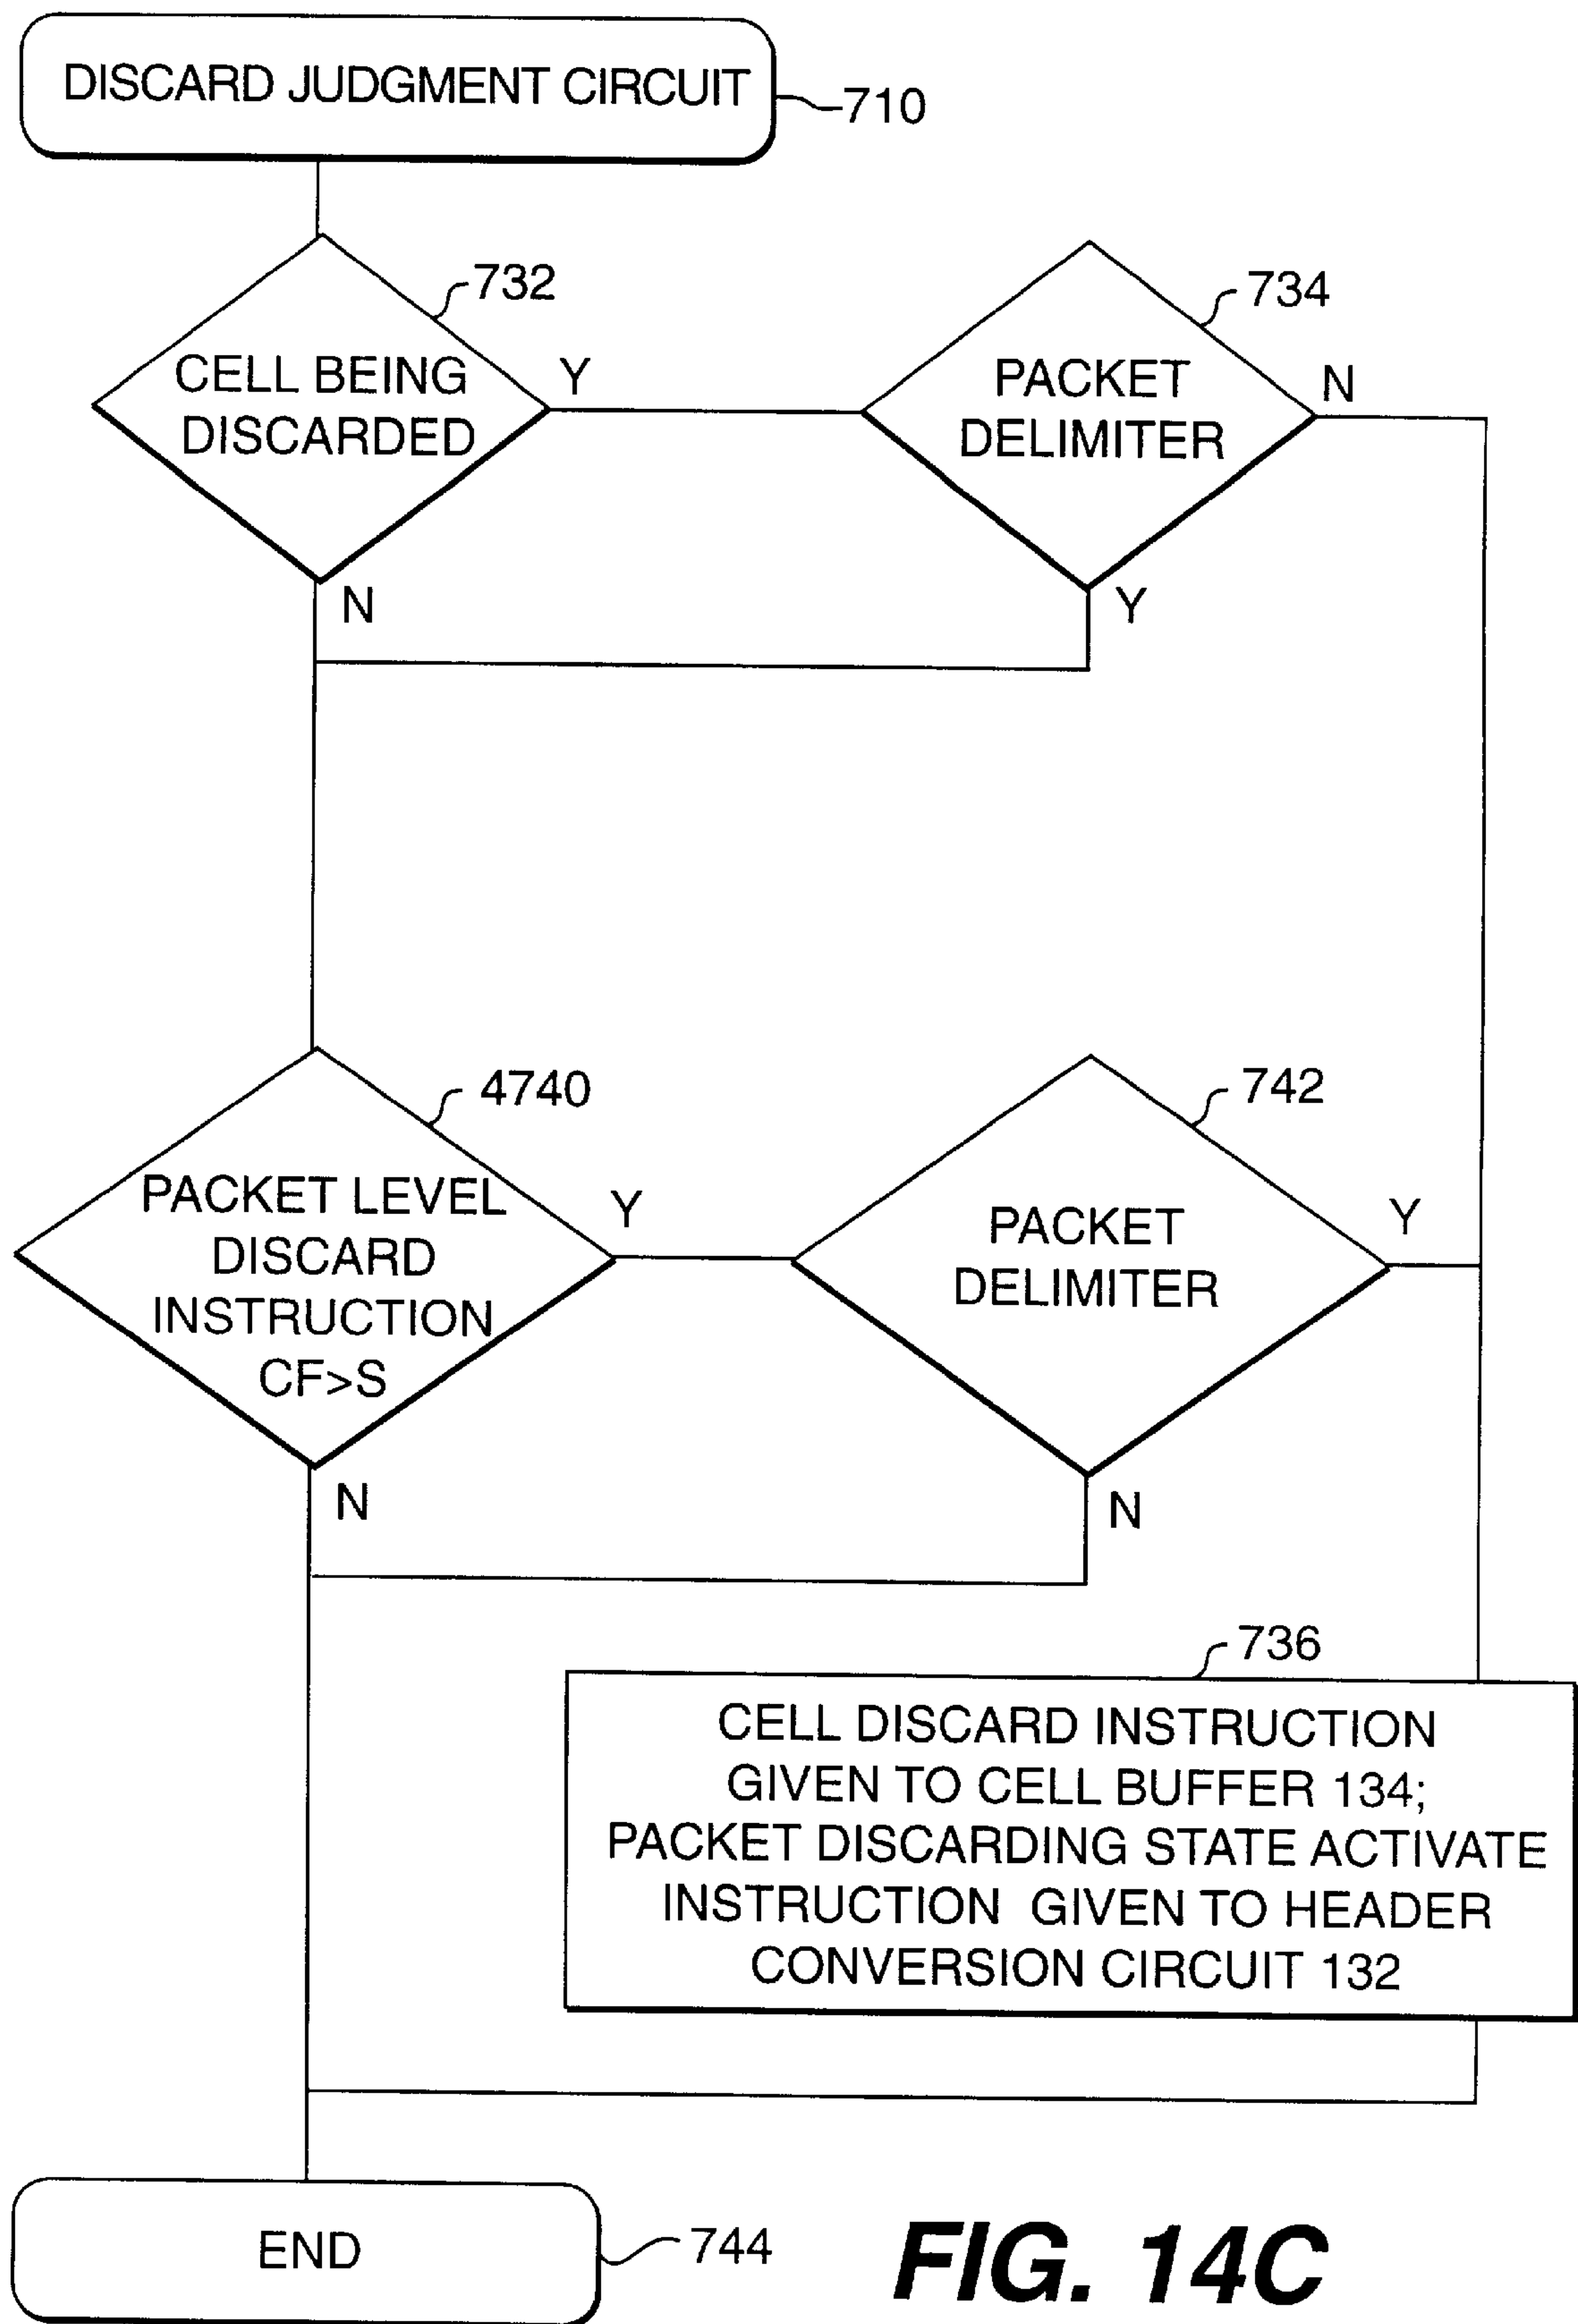 DISCARD JUDGMENT CIRCUIT
710
732
CELL BEING
DISCARDED
Y
N
734
PACKET
DELIMITER
N
Y
4740
PACKET LEVEL
DISCARD
INSTRUCTION
CF>S
Y
N
742
PACKET
DELIMITER
Y
N
736
CELL DISCARD INSTRUCTION
GIVEN TO CELL BUFFER 134;
PACKET DISCARDING STATE ACTIVATE
INSTRUCTION GIVEN TO HEADER
CONVERSION CIRCUIT 132
END
744
FIG. 14C